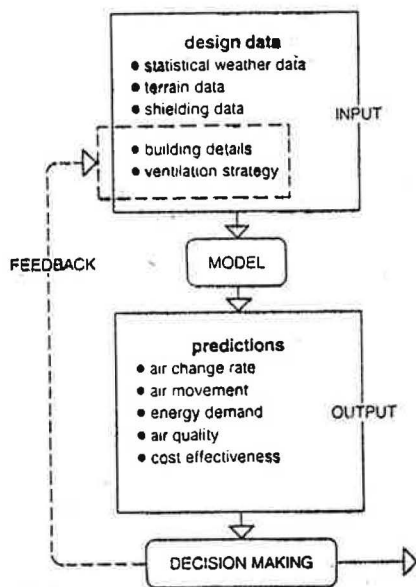 design data
• statistical weather data
• terrain data
• shielding data
INPUT
• building details
• ventilation strategy
FEEDBACK
MODEL
predictions
• air change rate
• air movement
• energy demand
OUTPUT
• air quality
• cost effectiveness
DECISION MAKING